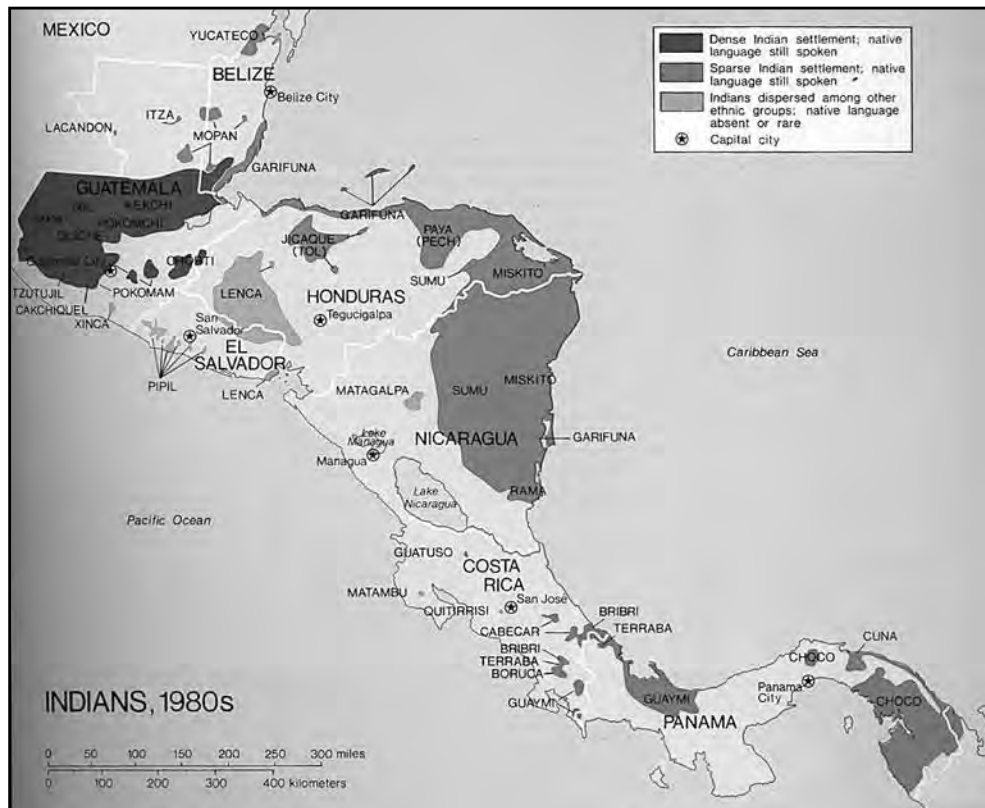 MEXICO
YUCATECO
Dense Indian settlement; native
language still spoken
Sparse Indian settlement; native
language still spoken
Indians dispersed among other
ethnic groups; native language
absent or rare
Capital city
BELIZE
Belize City
ITZA
LACANDON
MOPAN
GARIFUNA
GUATEMALA
IXIL
KEKCHI
POKOMCHI
QUICHE
GARIFUNA
JICAQUE
(TOL)
PAYA
(PECH)
SUMU
MISKITO
Guatemala City
CHORTI
TZUTUJIL
POKOMAM
CAKCHIQUEL
XINCA
LENCA
HONDURAS
Tegucigalpa
San
Salvador
EL
SALVADOR
PIPIL
LENCA
MATAGALPA
SUMU
MISKITO
Caribbean Sea
NICARAGUA
GARIFUNA
Lake
Managua
Managua
Lake
Nicaragua
RAMA
Pacific Ocean
GUATUSO
COSTA
RICA
MATAMBU
San José
QUITIRRISI
BRIBRI
CABECAR
TERRABA
BRIBRI
TERRABA
BORUCA
GUAYMI
GUAYMI
PANAMA
CUNA
CHOCO
Panama
City
CHOCO
INDIANS, 1980s
0 50 100 150 200 250 300 miles
0 100 200 300 400 kilometers